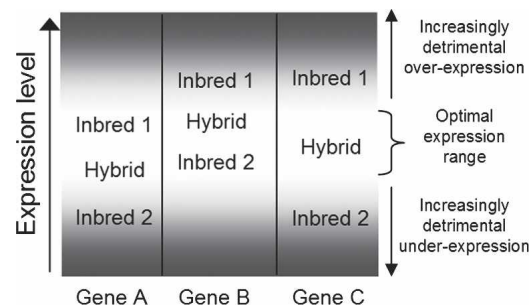 Expression level
Inbred 1
Hybrid
Inbred 2
Inbred 1
Hybrid
Inbred 2
Inbred 1
Hybrid
Inbred 2
Gene A
Gene B
Gene C
Increasingly
detrimental
over-expression
Optimal
expression
range
Increasingly
detrimental
under-expression